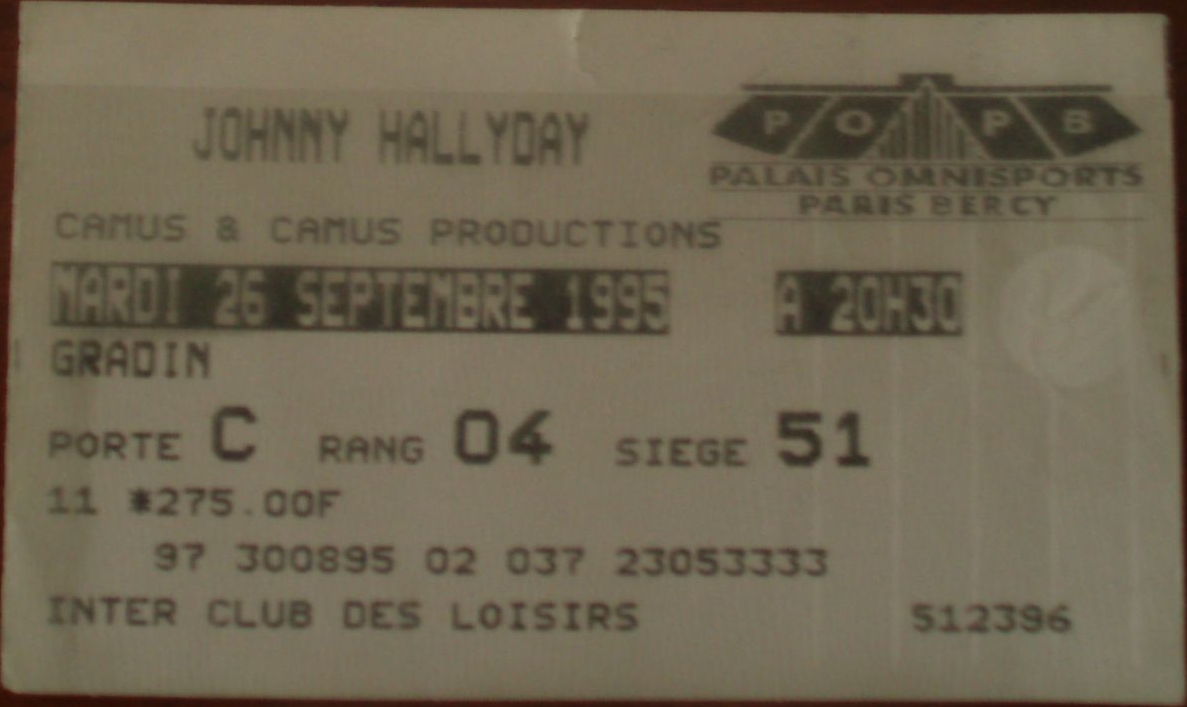 JOHNNY HALLYDAY
P O P B
PALAIS OMNISPORTS
PARIS BERCY
CAMUS & CAMUS PRODUCTIONS
MARDI 26 SEPTEMBRE 1995 A 20H30
GRADIN
PORTE C RANG 04 SIEGE 51
11 *275.00F
97 300895 02 037 23053333
INTER CLUB DES LOISIRS 512396